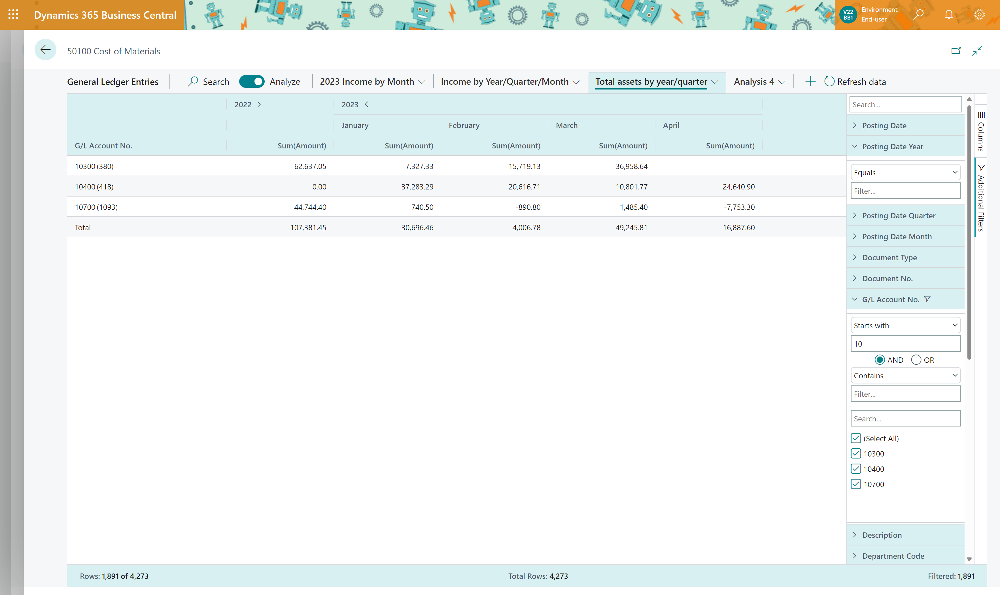 Dynamics 365 Business Central
V22
BB1
Environment:
End-user
50100 Cost of Materials
General Ledger Entries
Search
Analyze
2023 Income by Month
Income by Year/Quarter/Month
Total assets by year/quarter
Analysis 4
Refresh data
2022
2023
January
February
March
April
G/L Account No.
Sum(Amount)
Sum(Amount)
Sum(Amount)
Sum(Amount)
Sum(Amount)
10300 (380)
62,637.05
-7,327.33
-15,719.13
36,958.64
10400 (418)
0.00
37,283.29
20,616.71
10,801.77
24,640.90
10700 (1093)
44,744.40
740.50
-890.80
1,485.40
-7,753.30
Total
107,381.45
30,696.46
4,006.78
49,245.81
16,887.60
Search...
Posting Date
Posting Date Year
Equals
Filter...
Posting Date Quarter
Posting Date Month
Document Type
Document No.
G/L Account No.
Starts with
10
AND
OR
Contains
Filter...
Search...
(Select All)
10300
10400
10700
Description
Department Code
Columns
Additional Filters
Rows: 1,891 of 4,273
Total Rows: 4,273
Filtered: 1,891